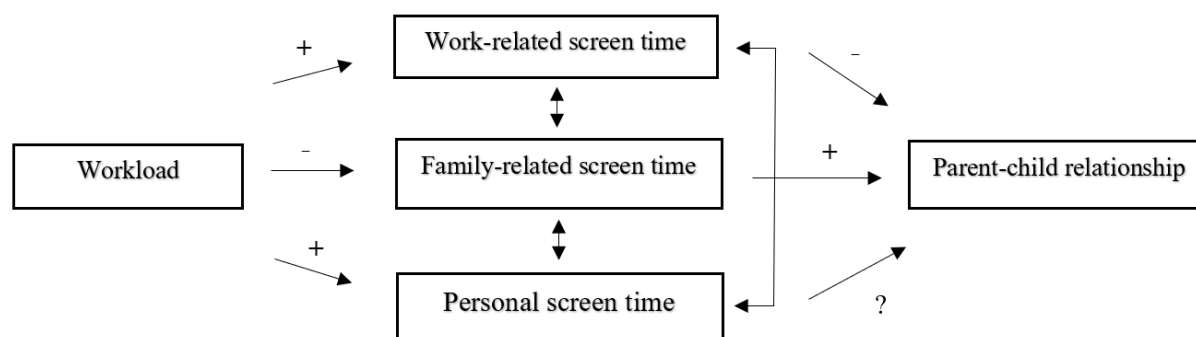 Work-related screen time
+
-
Workload
-
Family-related screen time
+
Parent-child relationship
+
Personal screen time
?